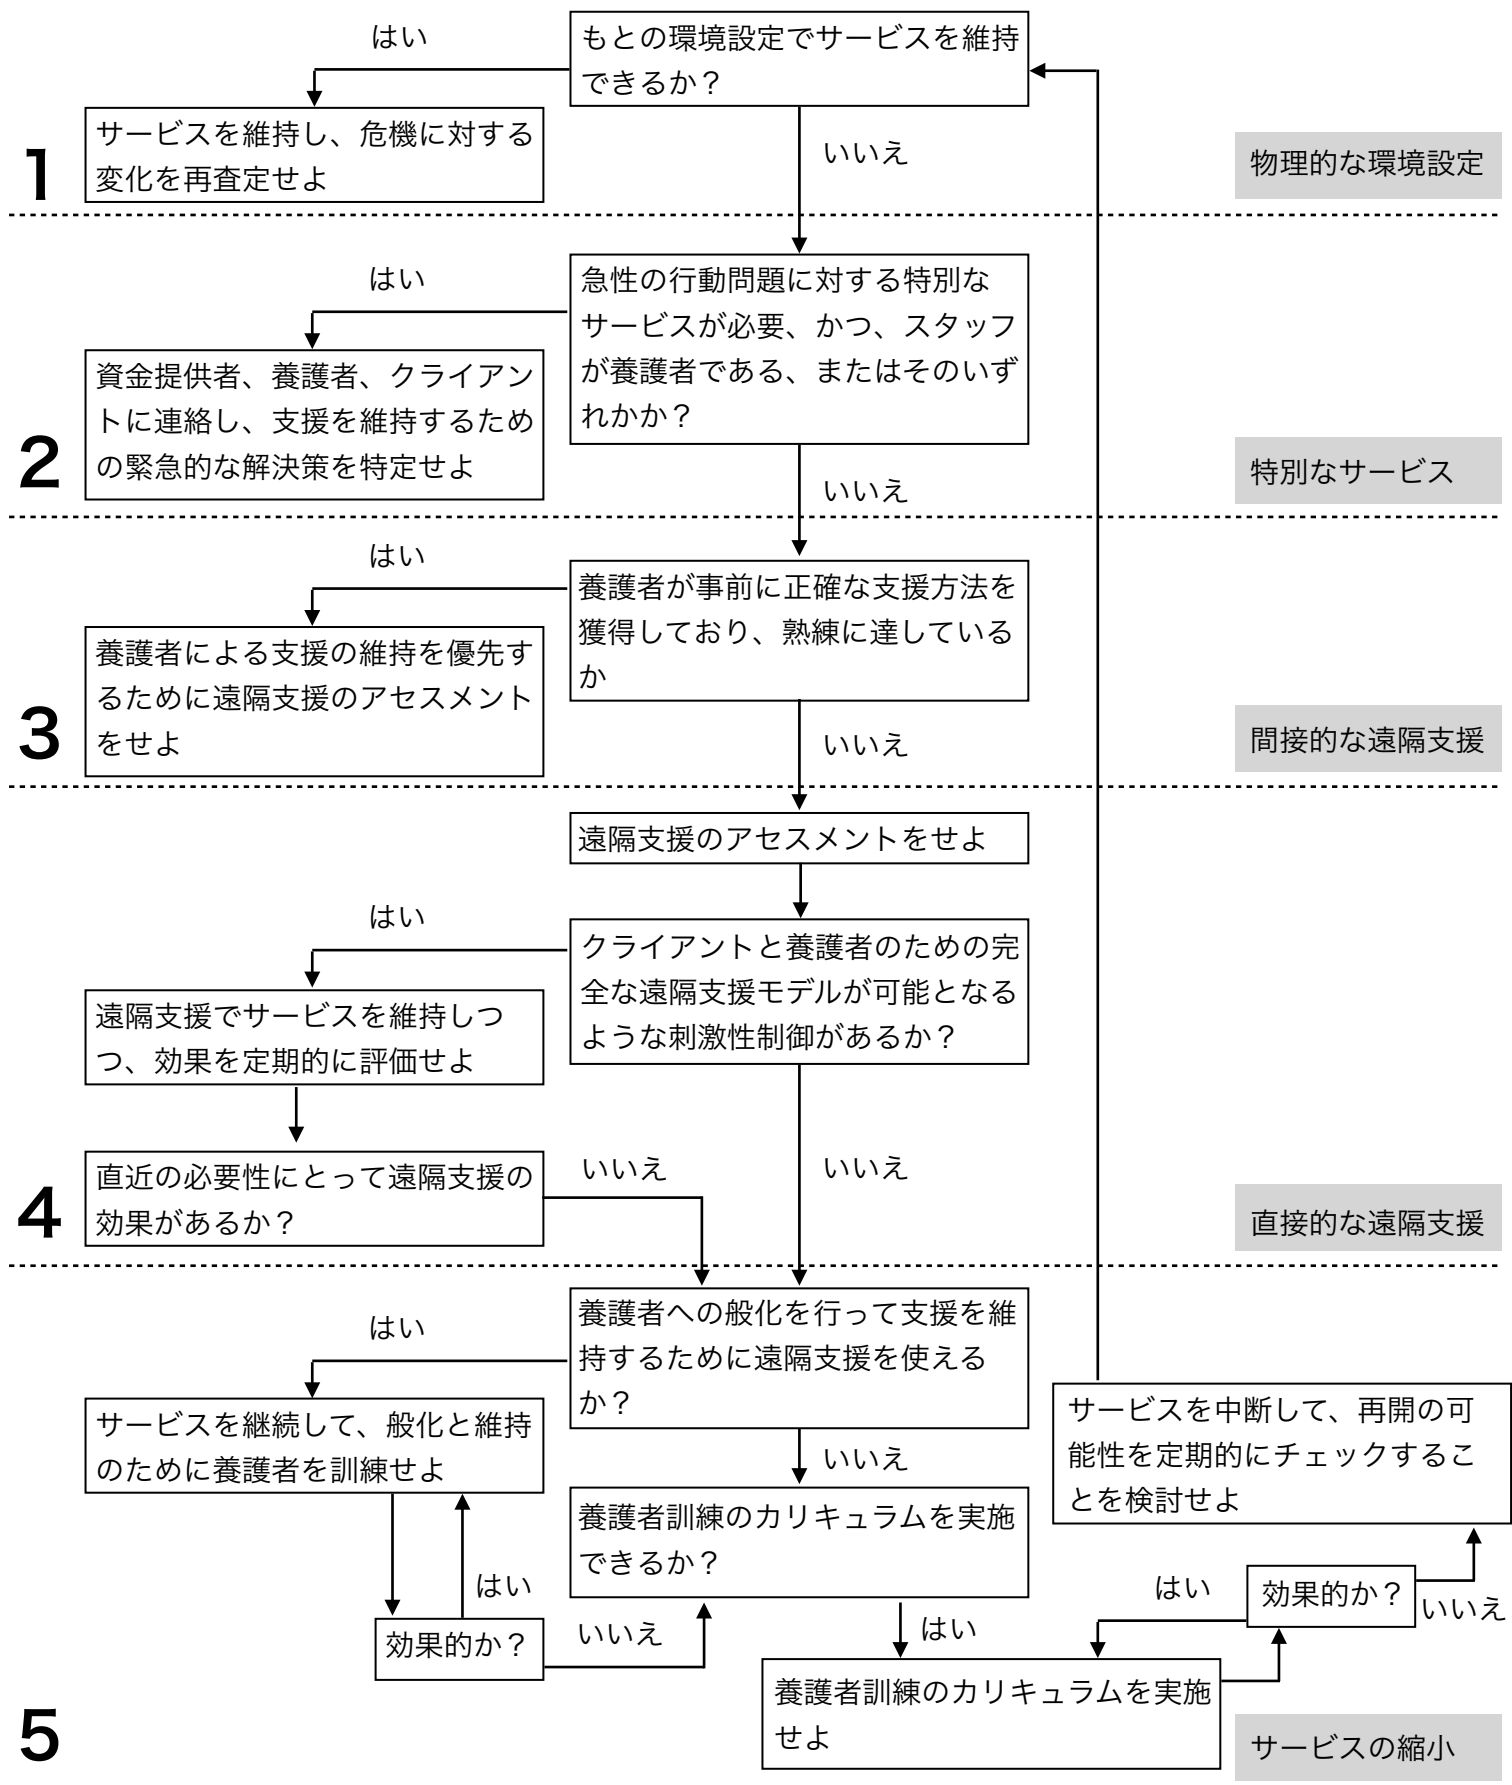 はい
もとの環境設定でサービスを維持
できるか？
サービスを維持し、危機に対する
変化を再査定せよ
いいえ
1
物理的な環境設定
はい
急性の行動問題に対する特別な
サービスが必要、かつ、スタッフ
が養護者である、またはそのいず
れかか？
資金提供者、養護者、クライアン
トに連絡し、支援を維持するため
の緊急的な解決策を特定せよ
いいえ
2
特別なサービス
はい
養護者が事前に正確な支援方法を
獲得しており、熟練に達している
か
養護者による支援の維持を優先す
るために遠隔支援のアセスメント
をせよ
いいえ
3
間接的な遠隔支援
遠隔支援のアセスメントをせよ
はい
クライアントと養護者のための完
全な遠隔支援モデルが可能となる
ような刺激性制御があるか？
遠隔支援でサービスを維持しつ
つ、効果を定期的に評価せよ
直近の必要性にとって遠隔支援の
効果があるか？
いいえ
いいえ
4
直接的な遠隔支援
はい
養護者への般化を行って支援を維
持するために遠隔支援を使える
か？
サービスを継続して、般化と維持
のために養護者を訓練せよ
いいえ
サービスを中断して、再開の可
能性を定期的にチェックするこ
とを検討せよ
養護者訓練のカリキュラムを実施
できるか？
はい
効果的か？
いいえ
はい
はい
効果的か？
いいえ
養護者訓練のカリキュラムを実施
せよ
5
サービスの縮小